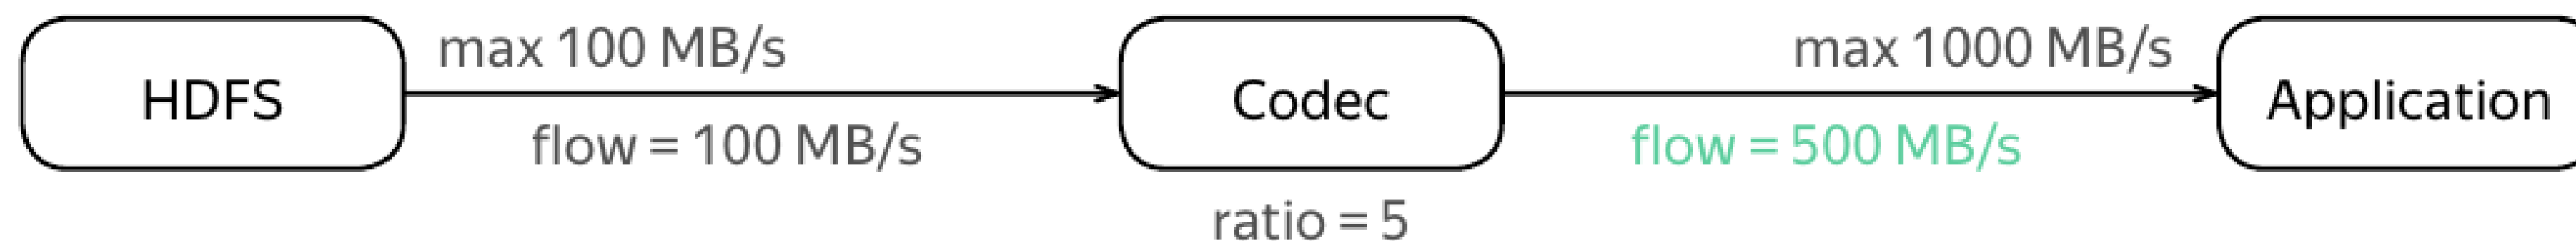 HDFS
max 100 MB/s
flow = 100 MB/s
Codec
ratio = 5
max 1000 MB/s
flow = 500 MB/s
Application